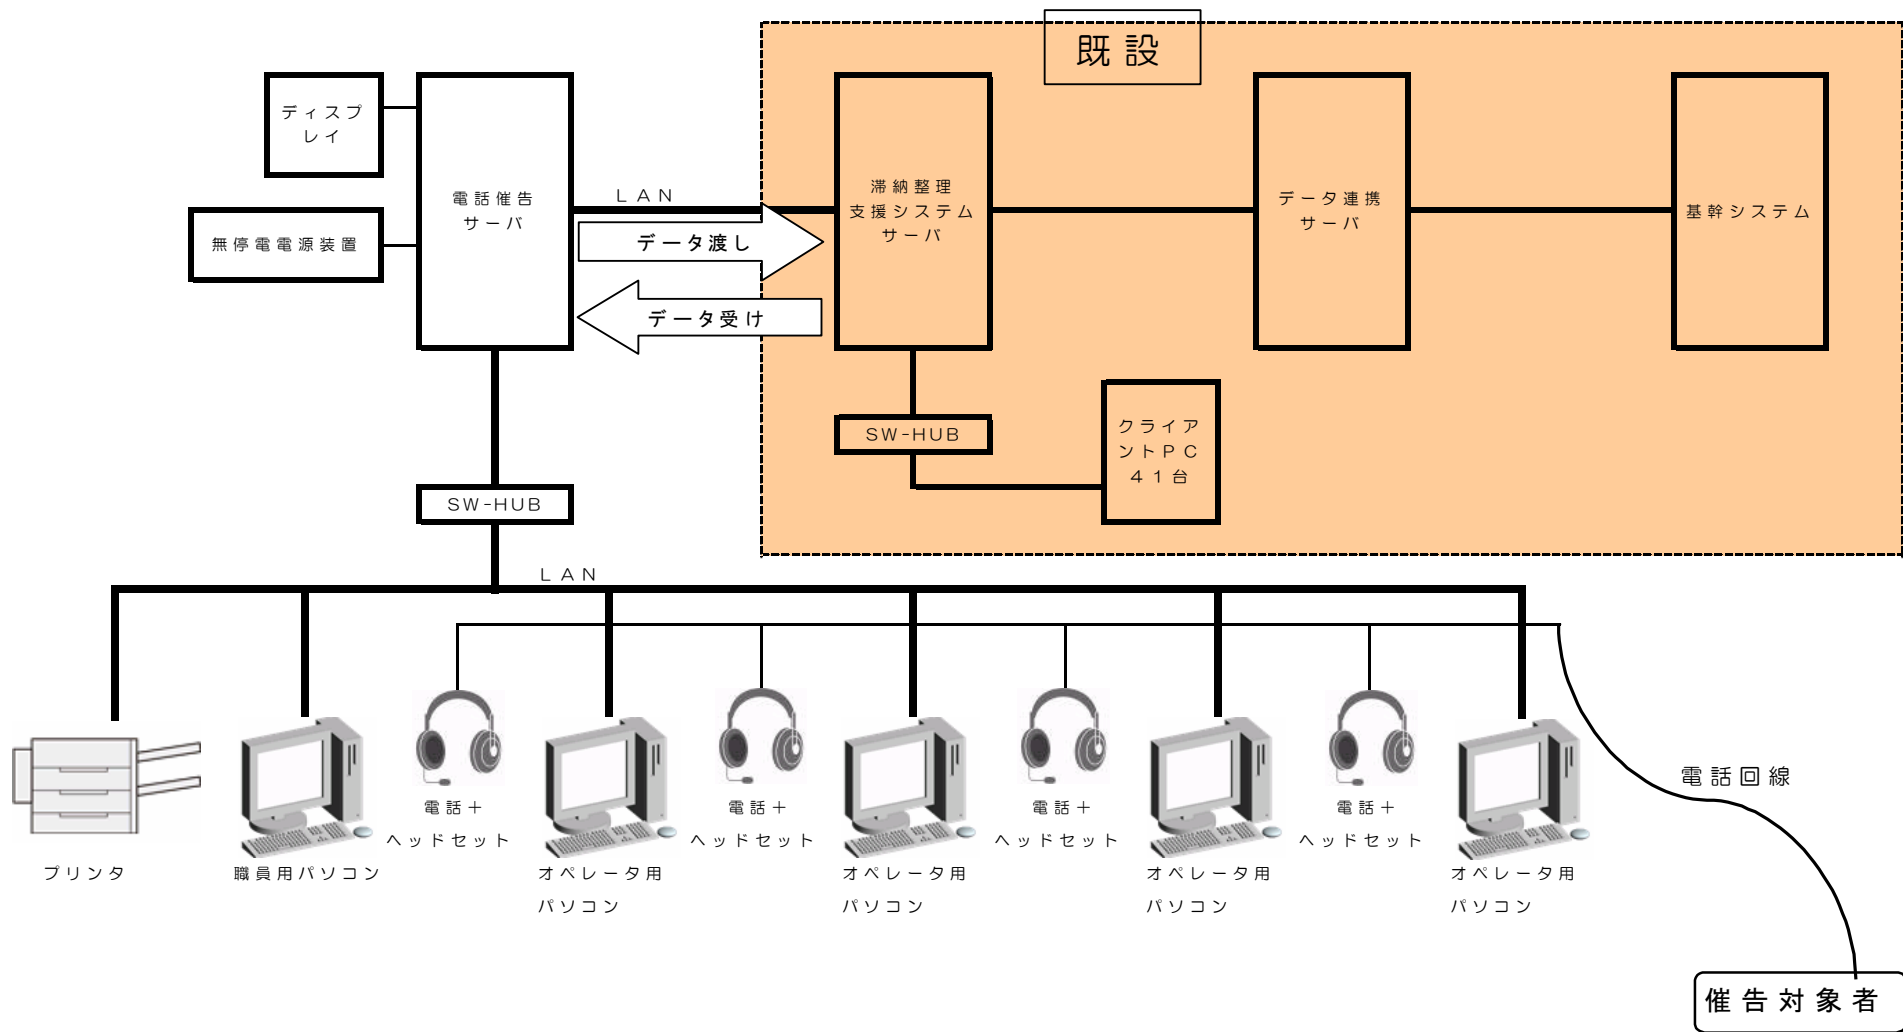 既設
ディスプ
レイ
電話催告
サーバ
無停電電源装置
LAN
データ渡し
データ受け
滞納整理
支援システム
サーバ
データ連携
サーバ
基幹システム
SW-HUB
クライア
ントPC
41台
SW-HUB
LAN
プリンタ
職員用パソコン
電話+
ヘッドセット
オペレータ用
パソコン
電話+
ヘッドセット
オペレータ用
パソコン
電話+
ヘッドセット
オペレータ用
パソコン
電話+
ヘッドセット
オペレータ用
パソコン
電話回線
催告対象者